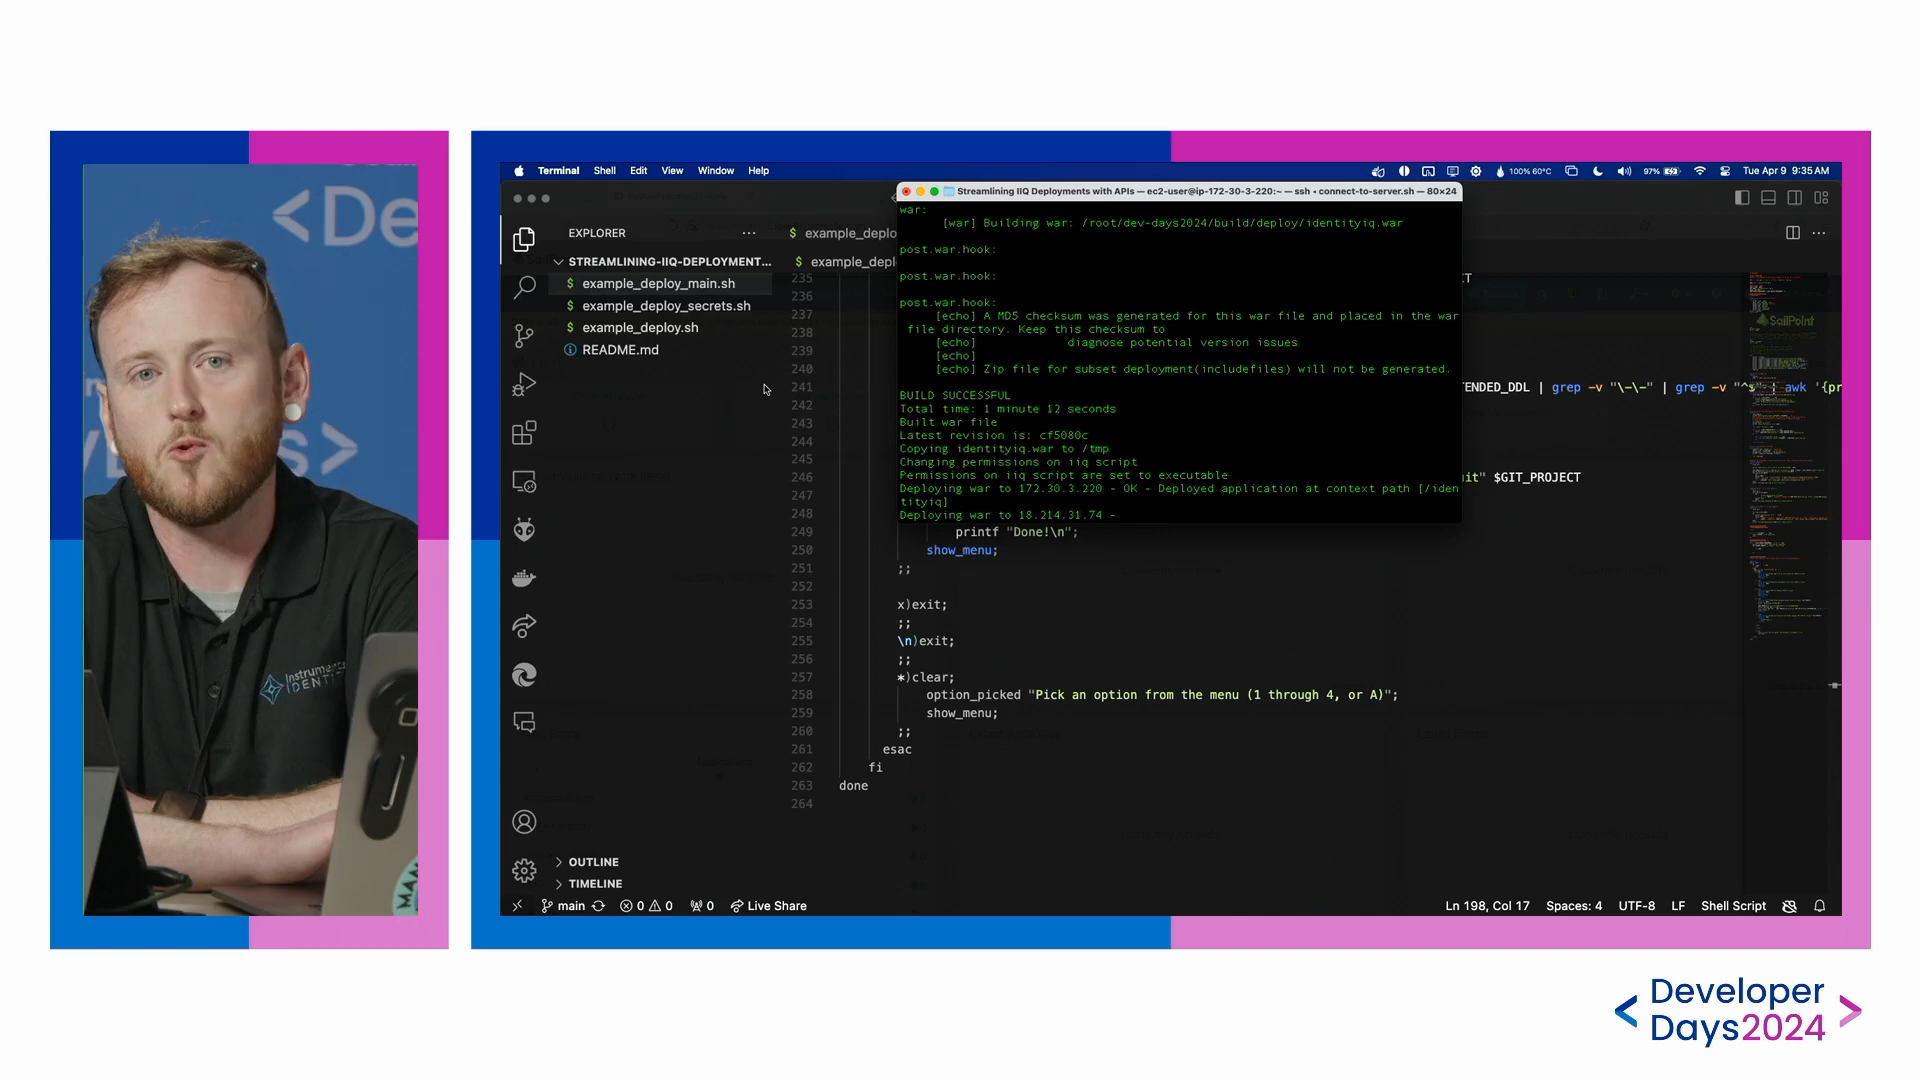 <De
s>
Instrument
IDENTI
MAN
Terminal Shell Edit View Window Help
100% 60°C
97%
Tue Apr 9 9:35 AM
Streamlining IIQ Deployments with APIs — ec2-user@ip-172-30-3-220:~ — ssh • connect-to-server.sh — 80×24
war:
[war] Building war: /root/dev-days2024/build/deploy/identityiq.war
post.war.hook:
post.war.hook:
post.war.hook:
[echo] A MD5 checksum was generated for this war file and placed in the war
file directory. Keep this checksum to
[echo] diagnose potential version issues
[echo]
[echo] Zip file for subset deployment(includefiles) will not be generated.
BUILD SUCCESSFUL
Total time: 1 minute 12 seconds
Built war file
Latest revision is: cf5080c
Copying identityiq.war to /tmp
Changing permissions on iiq script
Permissions on iiq script are set to executable
Deploying war to 172.30.3.220 - OK - Deployed application at context path [/iden
tityiq]
Deploying war to 18.214.31.74 -
EXPLORER ...
STREAMLINING-IIQ-DEPLOYMENT...
$ example_deploy_main.sh
$ example_deploy_secrets.sh
$ example_deploy.sh
README.md
OUTLINE
TIMELINE
$ example_deplo
$ example_depl
235
236
237
238
239
240
241 TENDED_DDL | grep -v "\-\-" | grep -v "^s" | awk '{pr
242
243
244
245
246 it" $GIT_PROJECT
247
248
249 printf "Done!\n";
250 show_menu;
251 ;;
252
253 x)exit;
254 ;;
255 \n)exit;
256 ;;
257 *)clear;
258 option_picked "Pick an option from the menu (1 through 4, or A)";
259 show_menu;
260 ;;
261 esac
262 fi
263 done
264
SailPoint
main 0 0 0 Live Share
Ln 198, Col 17 Spaces: 4 UTF-8 LF Shell Script
< Developer
Days2024 >